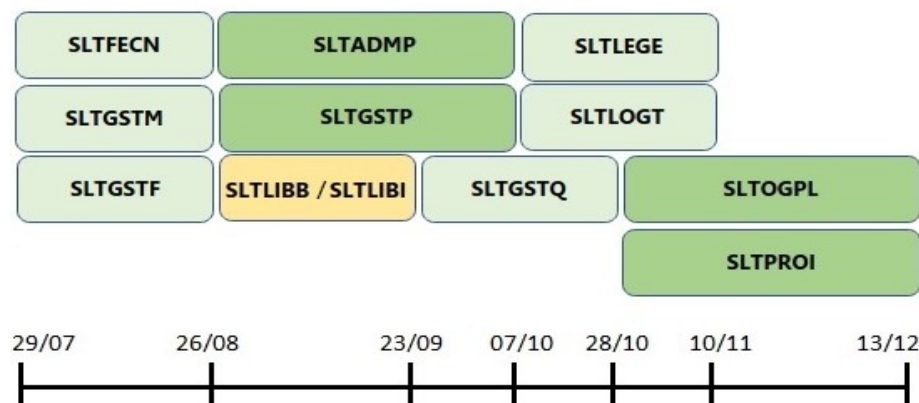 SLTFECN SLTADMP SLTLEGE
SLTGSTM SLTGSTP SLTLOGT
SLTGSTF SLTLIBB / SLTLIBI SLTGSTQ SLTOGPL
SLTPROI
29/07 26/08 23/09 07/10 28/10 10/11 13/12